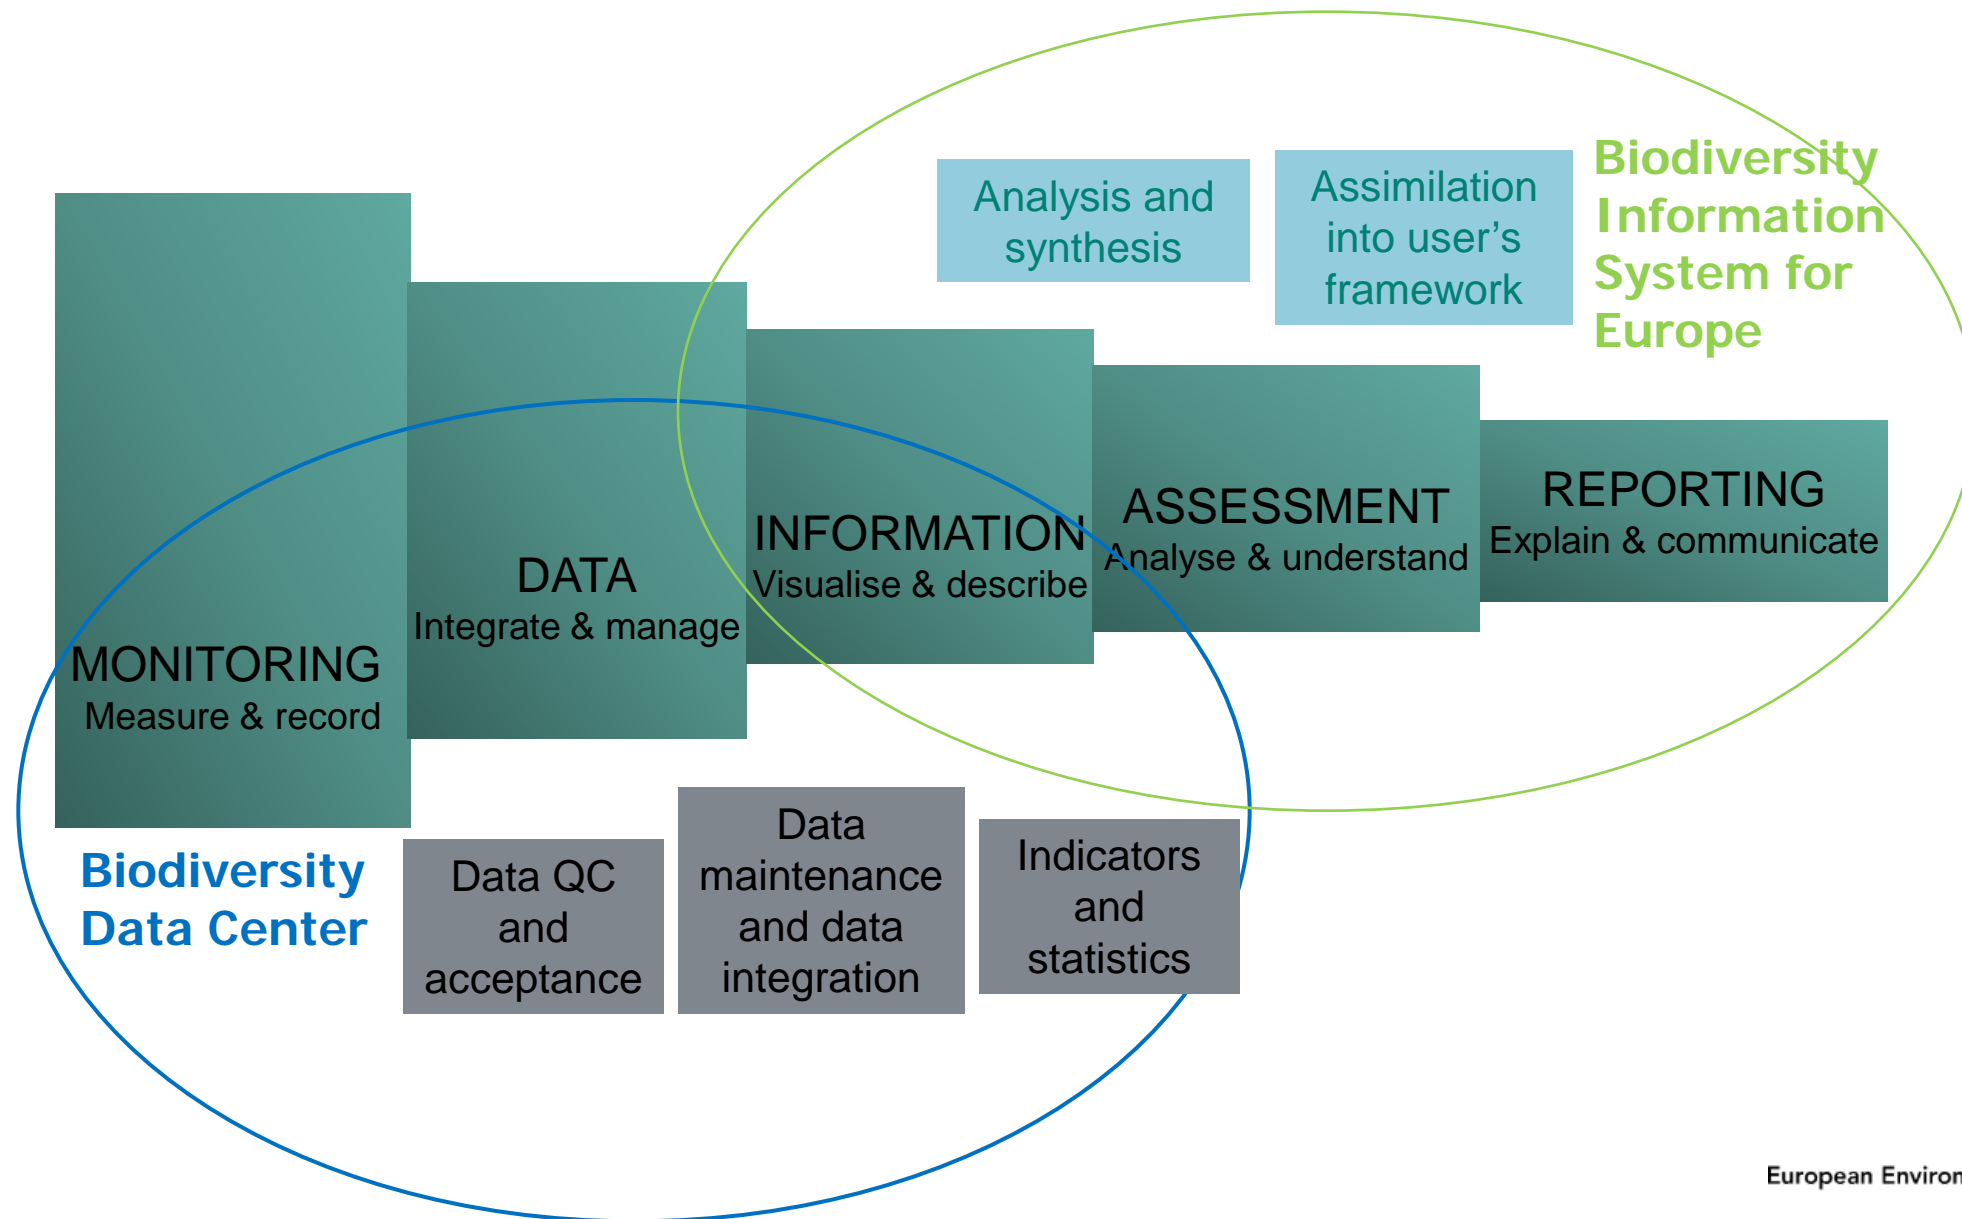 Analysis and
synthesis
Assimilation
into user’s
framework
Biodiversity
Information
System for
Europe
MONITORING
Measure & record
DATA
Integrate & manage
INFORMATION
Visualise & describe
ASSESSMENT
Analyse & understand
REPORTING
Explain & communicate
Biodiversity
Data Center
Data QC
and
acceptance
Data
maintenance
and data
integration
Indicators
and
statistics
European Environ